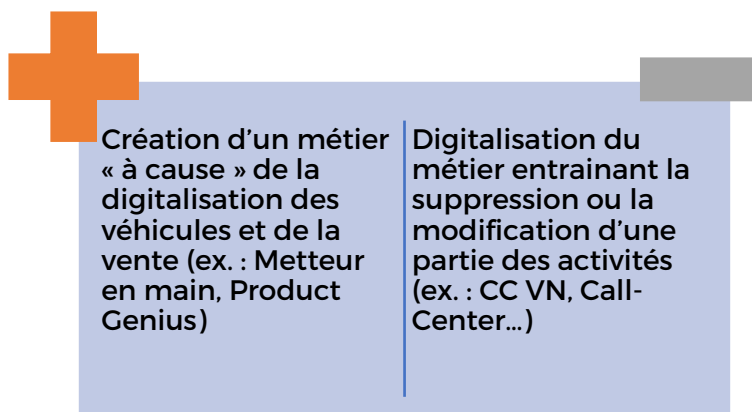 Création d’un métier
« à cause » de la
digitalisation des
véhicules et de la
vente (ex. : Metteur
en main, Product
Genius)
Digitalisation du
métier entrainant la
suppression ou la
modification d’une
partie des activités
(ex. : CC VN, Call-
Center…)